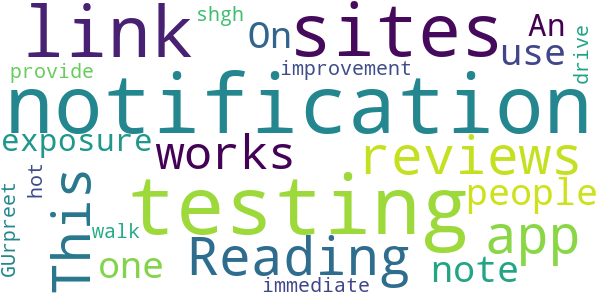 link
sites
shgh
On
use
An
drive
provide
improvement
notification
exposure
works
reviews
people
GUrpreet
hot
This
testing
walk
one
Reading
immediate
note
app